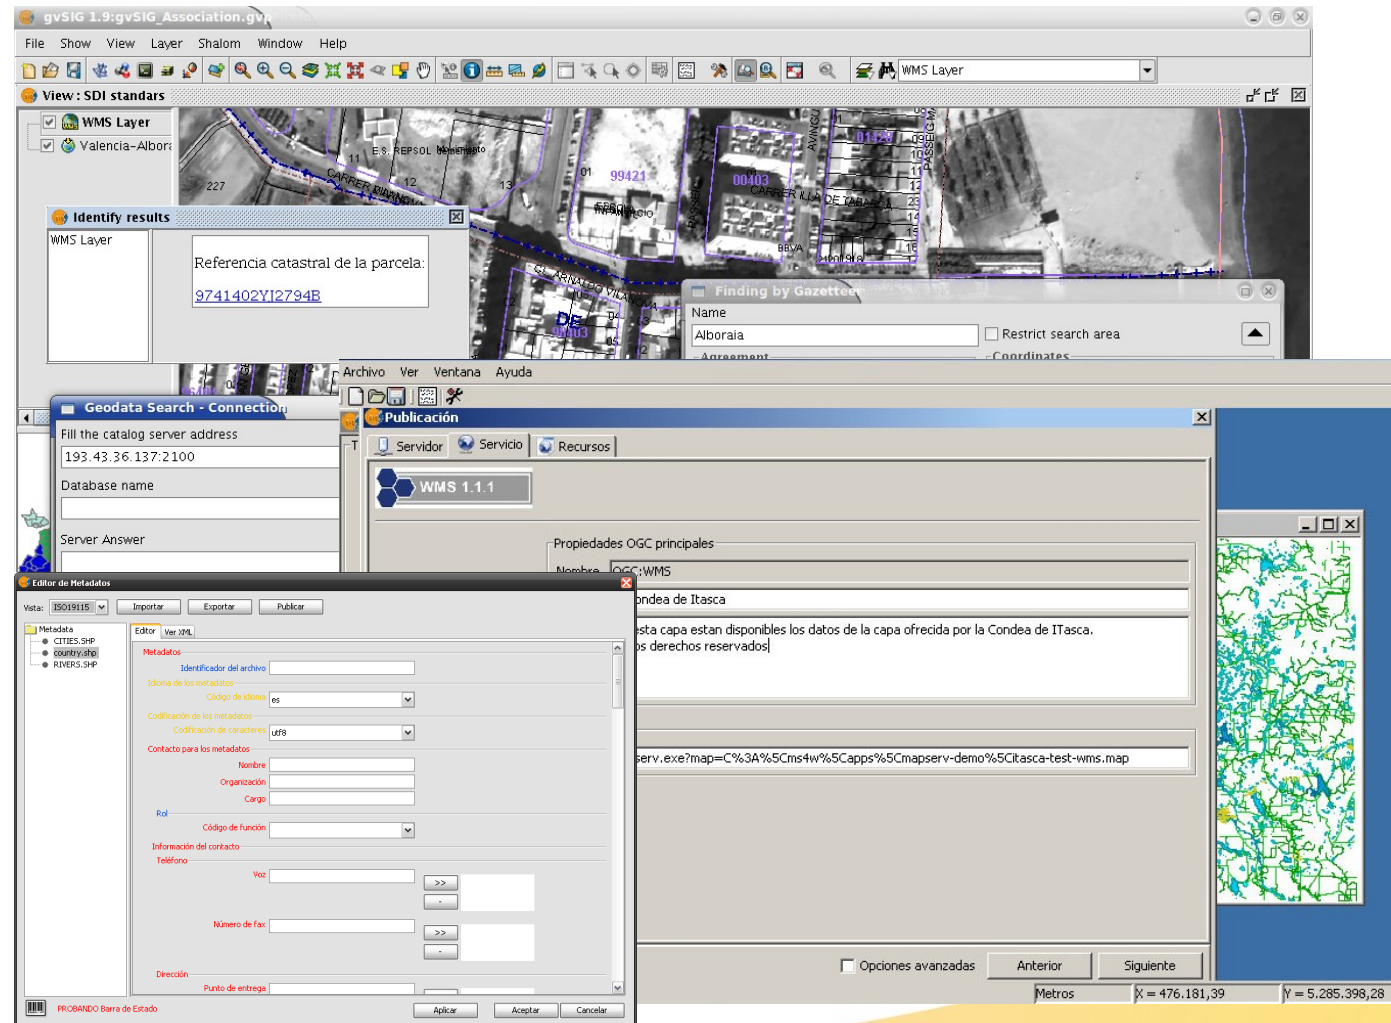 gvSIG 1.9:gvSIG_Association.gvp
File Show View Layer Shalom Window Help
WMS Layer
View : SDI standars
WMS Layer
Valencia-Albora
E.S. REPSOL
11
12
13
227
01
99421
00403
01420
CARRER ILLA DE TABARCA
BBVA
INFANTIL
DE
Identify results
WMS Layer
Referencia catastral de la parcela:
9741402YJ2794B
Finding by Gazetteer
Name
Alboraia
Restrict search area
Agreement
Coordinates
Geodata Search - Connection
Fill the catalog server address
193.43.36.137:2100
Database name
Server Answer
Archivo Ver Ventana Ayuda
Publicación
Servidor Servicio Recursos
WMS 1.1.1
Propiedades OGC principales
Nombre OGC:WMS
ondea de Itasca
esta capa estan disponibles los datos de la capa ofrecida por la Condea de ITasca.
os derechos reservados
serv.exe?map=C%3A%5Cms4w%5Capps%5Cmapserv-demo%5Citasca-test-wms.map
Opciones avanzadas
Anterior
Siguiente
Metros
X = 476.181,39
Y = 5.285.398,28
Editor de Metadatos
Vista: ISO19115
Importar Exportar Publicar
Metadata
CITIES.SHP
country.shp
RIVERS.SHP
Editor Ver XML
Metadatos
Identificador del archivo
Idioma de los metadatos
Código de idioma es
Codificación de los metadatos
Codificación de caracteres utf8
Contacto para los metadatos
Nombre
Organización
Cargo
Rol
Código de función
Información del contacto
Teléfono
Voz
>>
-
Número de fax
>>
-
Dirección
Punto de entrega
PROBANDO Barra de Estado
Aplicar Aceptar Cancelar